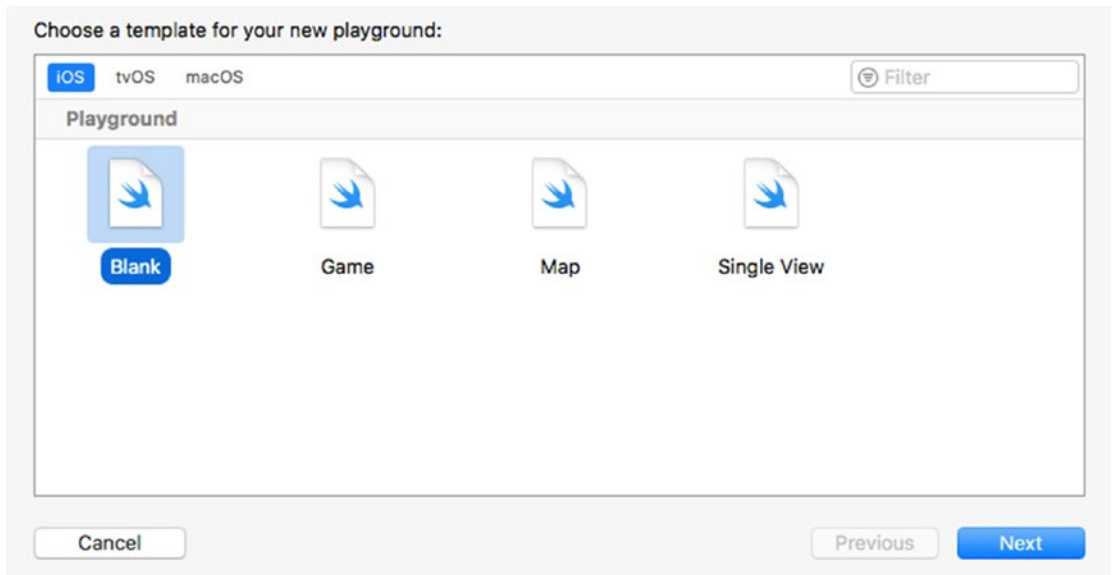 Choose a template for your new playground:
iOS tvOS macOS Filter
Playground
Blank Game Map Single View
Cancel Previous Next